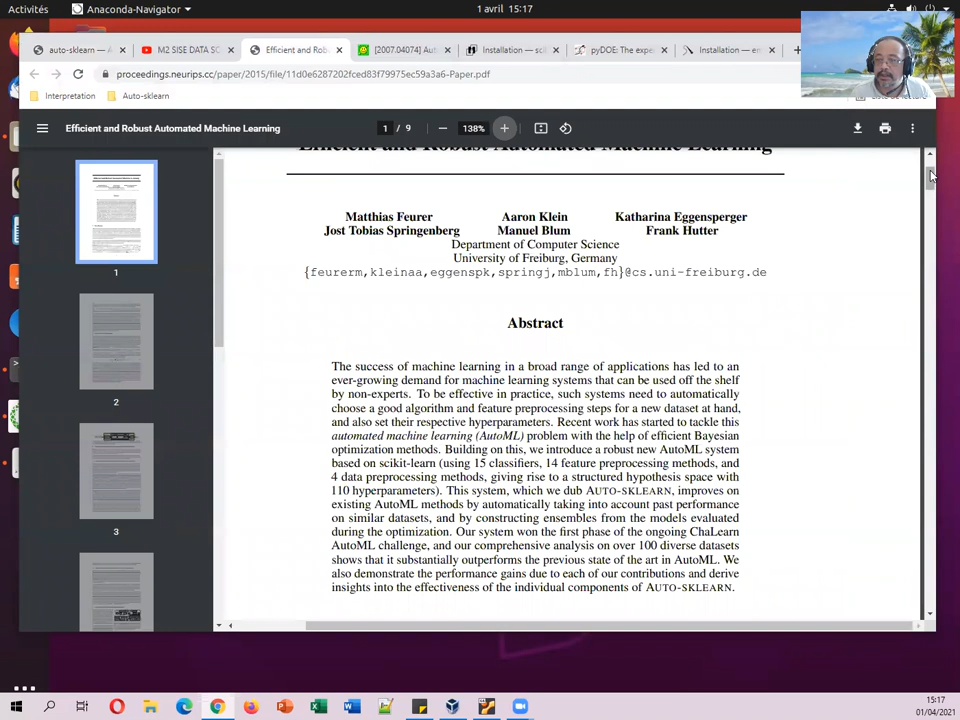 Activités
Anaconda-Navigator
1 avril 15:17
auto-sklearn — A
M2 SISE DATA SC
Efficient and Rob
[2007.04074] Aut
Installation — sci
pyDOE: The expe
Installation — em
proceedings.neurips.cc/paper/2015/file/11d0e6287202fced83f79975ec59a3a6-Paper.pdf
Interpretation
Auto-sklearn
Efficient and Robust Automated Machine Learning
1 / 9
138%
Efficient and Robust Automated Machine Learning
Matthias Feurer
Aaron Klein
Katharina Eggensperger
Jost Tobias Springenberg
Manuel Blum
Frank Hutter
Department of Computer Science
University of Freiburg, Germany
{feurerm,kleinaa,eggenspk,springj,mblum,fh}@cs.uni-freiburg.de
Abstract
The success of machine learning in a broad range of applications has led to an
ever-growing demand for machine learning systems that can be used off the shelf
by non-experts. To be effective in practice, such systems need to automatically
choose a good algorithm and feature preprocessing steps for a new dataset at hand,
and also set their respective hyperparameters. Recent work has started to tackle this
automated machine learning (AutoML) problem with the help of efficient Bayesian
optimization methods. Building on this, we introduce a robust new AutoML system
based on scikit-learn (using 15 classifiers, 14 feature preprocessing methods, and
4 data preprocessing methods, giving rise to a structured hypothesis space with
110 hyperparameters). This system, which we dub AUTO-SKLEARN, improves on
existing AutoML methods by automatically taking into account past performance
on similar datasets, and by constructing ensembles from the models evaluated
during the optimization. Our system won the first phase of the ongoing ChaLearn
AutoML challenge, and our comprehensive analysis on over 100 diverse datasets
shows that it substantially outperforms the previous state of the art in AutoML. We
also demonstrate the performance gains due to each of our contributions and derive
insights into the effectiveness of the individual components of AUTO-SKLEARN.
1
2
3
15:17
01/04/2021